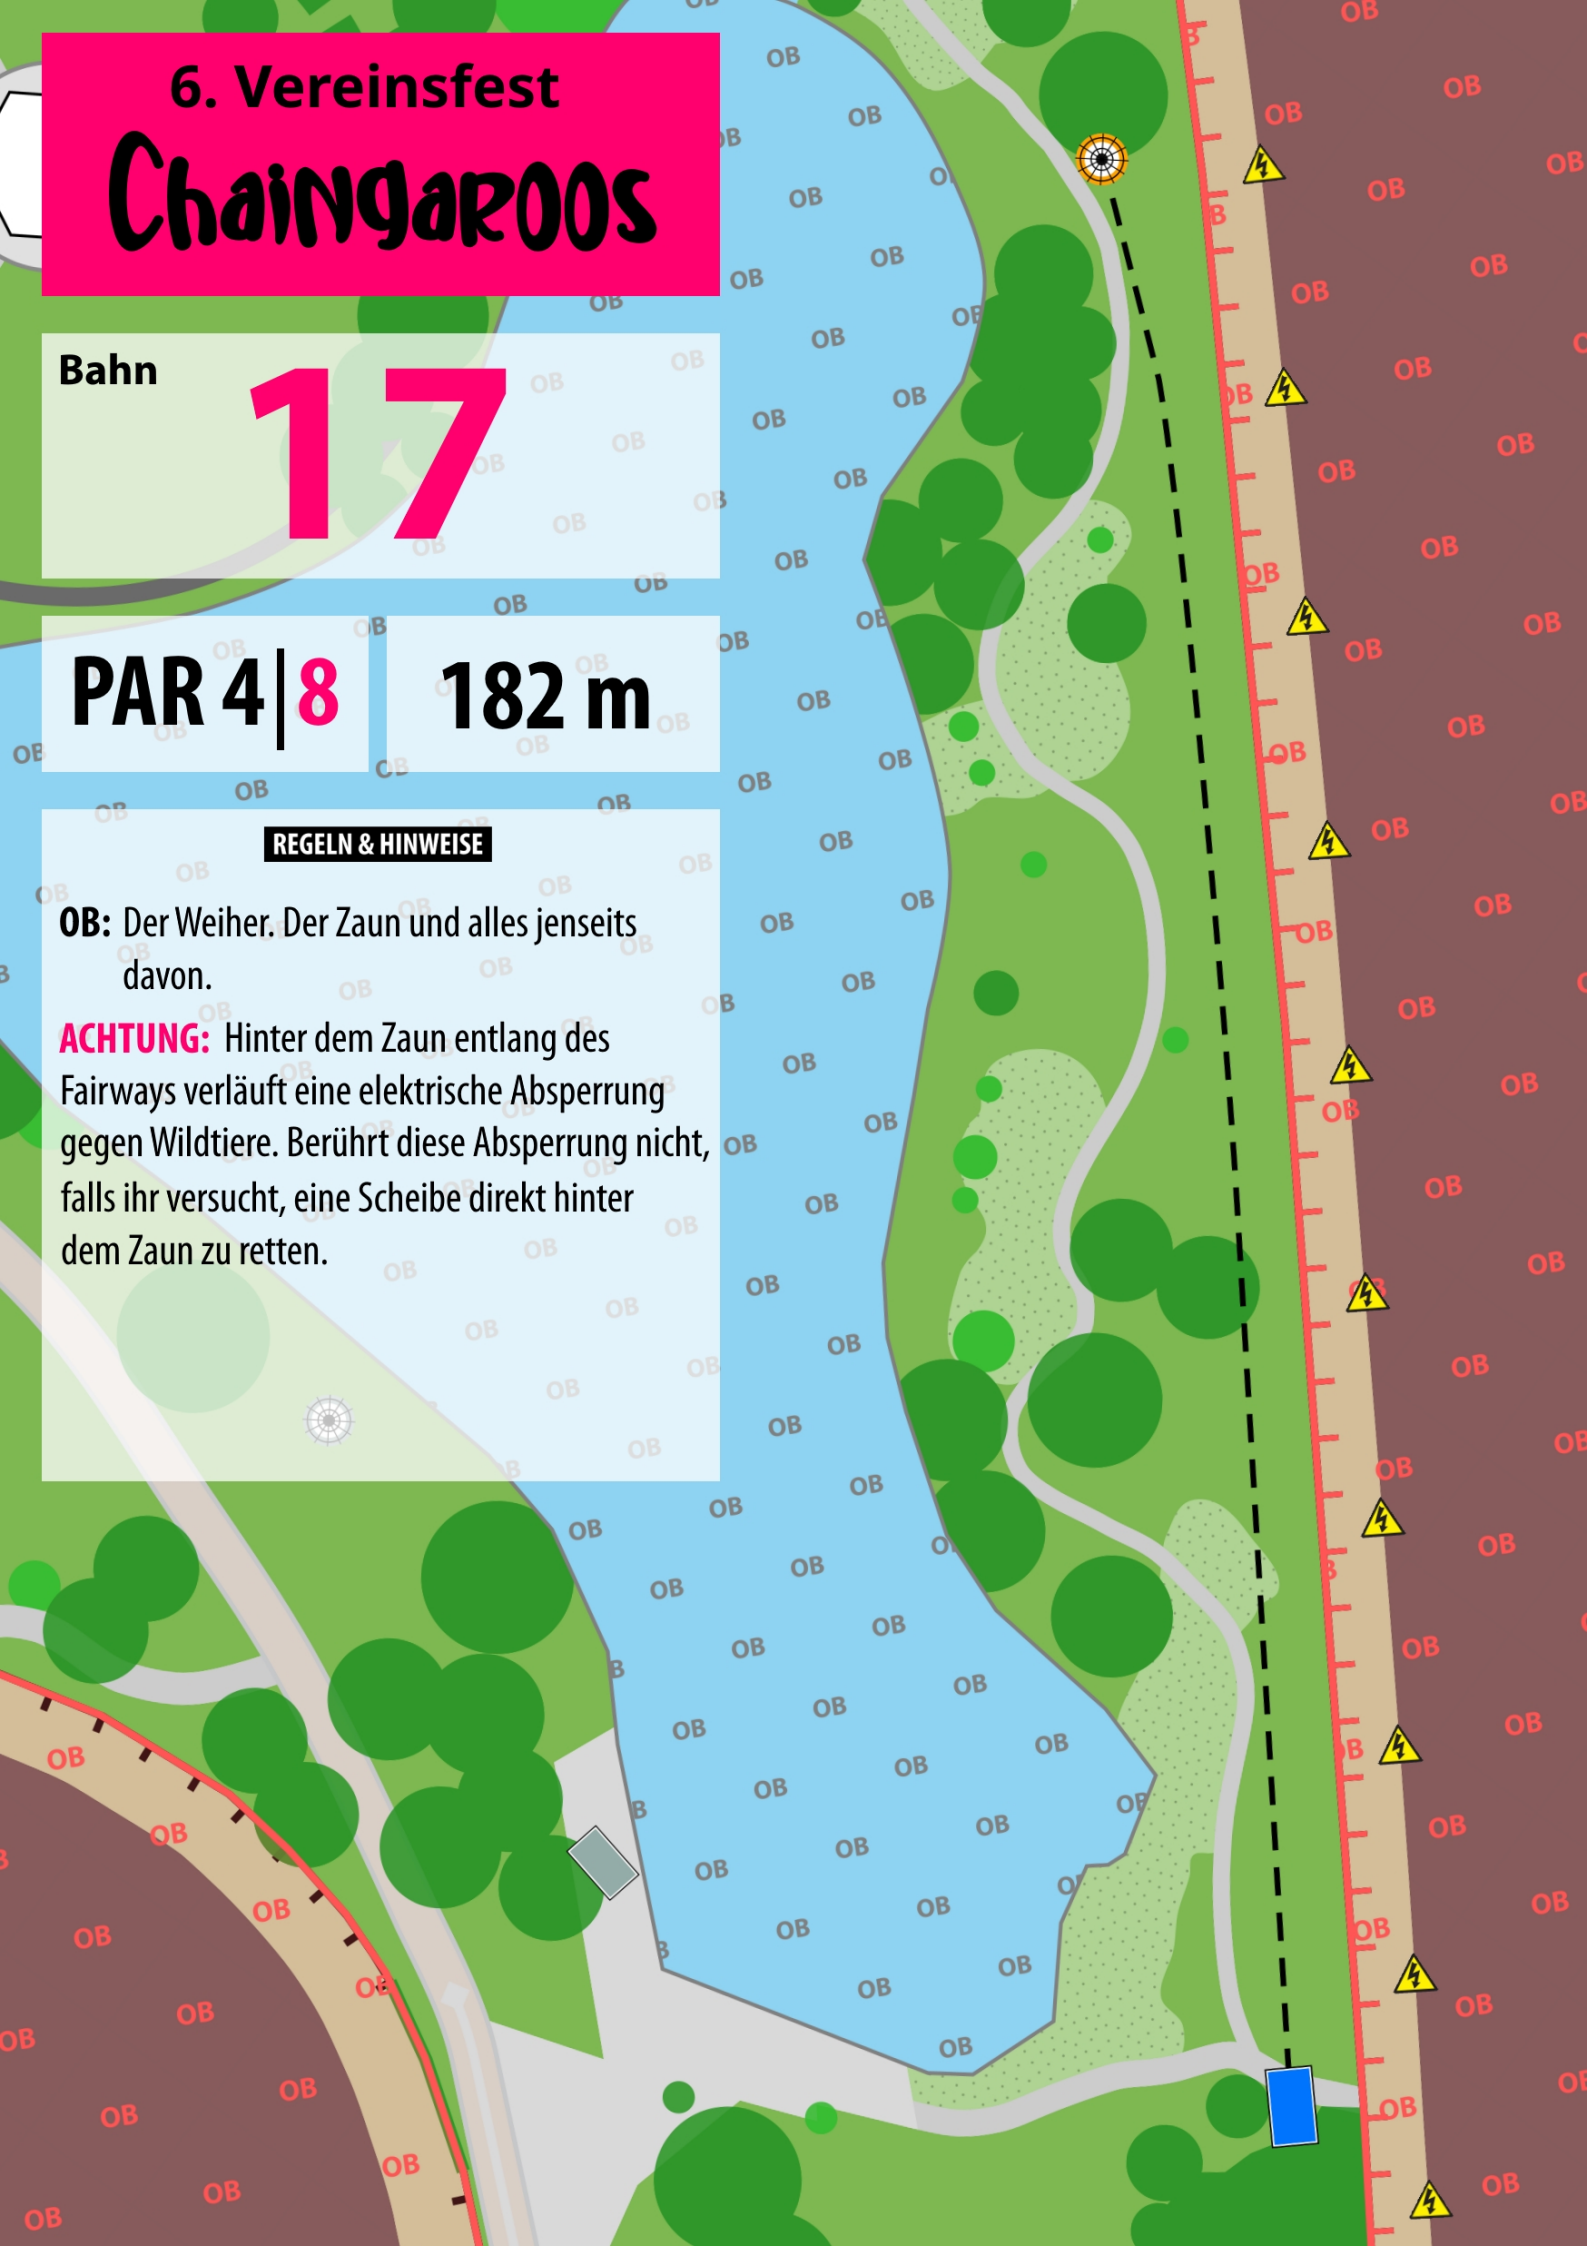 6. Vereinsfest
Chaingaroos
Bahn
17
PAR 4|8
182 m
REGELN & HINWEISE
OB: Der Weiher. Der Zaun und alles jenseits
davon.
ACHTUNG: Hinter dem Zaun entlang des
Fairways verläuft eine elektrische Absperrung
gegen Wildtiere. Berührt diese Absperrung nicht,
falls ihr versucht, eine Scheibe direkt hinter
dem Zaun zu retten.
OB